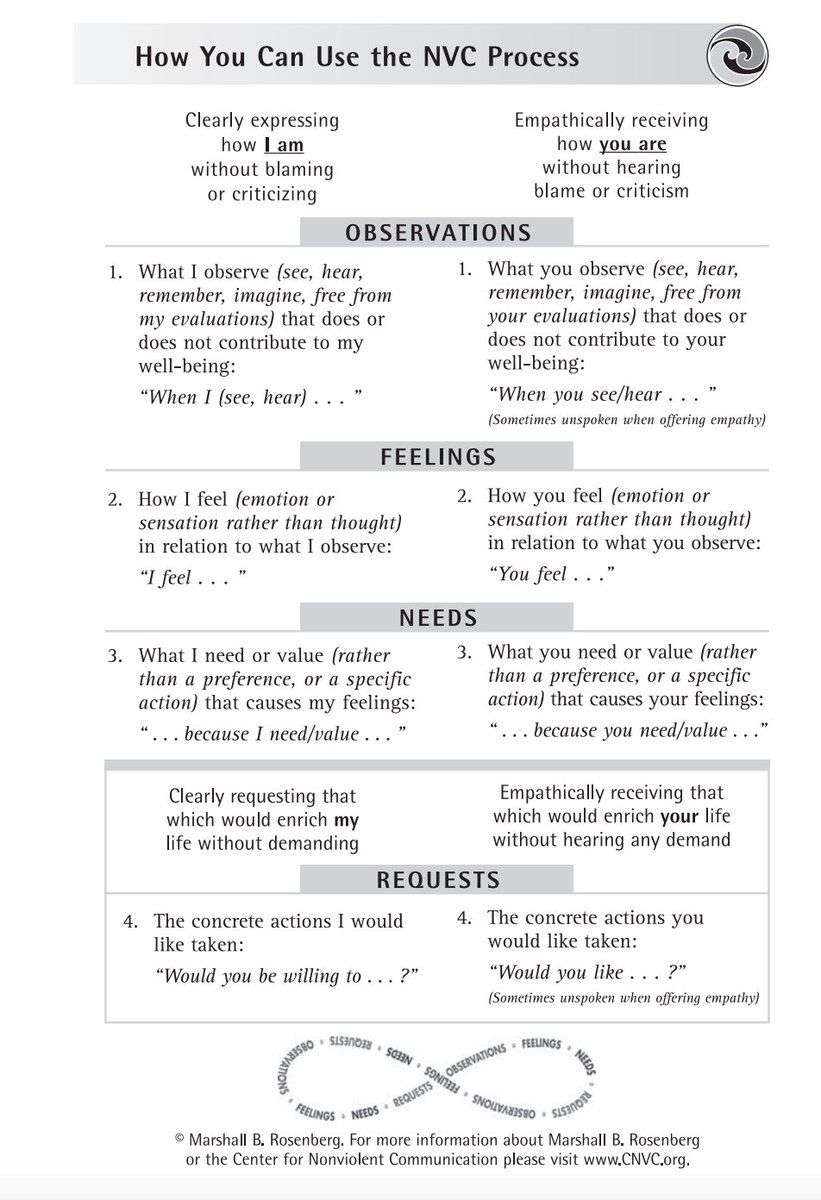 How You Can Use the NVC Process
Clearly expressing
how I am
without blaming
or criticizing
Empathically receiving
how you are
without hearing
blame or criticism
OBSERVATIONS
1. What I observe (see, hear,
remember, imagine, free from
my evaluations) that does or
does not contribute to my
well-being:
“When I (see, hear) . . . ”
1. What you observe (see, hear,
remember, imagine, free from
your evaluations) that does or
does not contribute to your
well-being:
“When you see/hear . . . ”
(Sometimes unspoken when offering empathy)
FEELINGS
2. How I feel (emotion or
sensation rather than thought)
in relation to what I observe:
“I feel . . . ”
2. How you feel (emotion or
sensation rather than thought)
in relation to what you observe:
“You feel . . .”
NEEDS
3. What I need or value (rather
than a preference, or a specific
action) that causes my feelings:
“ . . . because I need/value . . . ”
3. What you need or value (rather
than a preference, or a specific
action) that causes your feelings:
“ . . . because you need/value . . .”
Clearly requesting that
which would enrich my
life without demanding
Empathically receiving that
which would enrich your life
without hearing any demand
REQUESTS
4. The concrete actions I would
like taken:
“Would you be willing to . . . ?”
4. The concrete actions you
would like taken:
“Would you like . . . ?”
(Sometimes unspoken when offering empathy)
OBSERVATIONS • FEELINGS • NEEDS • REQUESTS • OBSERVATIONS • FEELINGS • NEEDS • REQUESTS • OBSERVATIONS • FEELINGS • NEEDS • REQUESTS
© Marshall B. Rosenberg. For more information about Marshall B. Rosenberg
or the Center for Nonviolent Communication please visit www.CNVC.org.